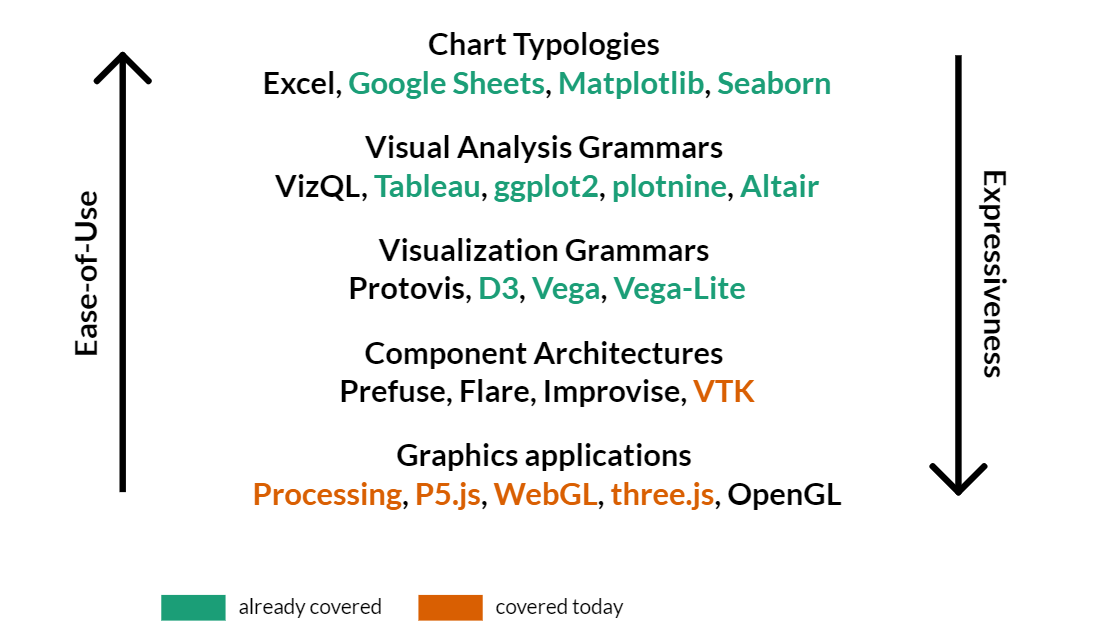 Chart Typologies
Excel, Google Sheets, Matplotlib, Seaborn
Visual Analysis Grammars
VizQL, Tableau, ggplot2, plotnine, Altair
Visualization Grammars
Protovis, D3, Vega, Vega-Lite
Component Architectures
Prefuse, Flare, Improvise, VTK
Graphics applications
Processing, P5.js, WebGL, three.js, OpenGL
Ease-of-Use
Expressiveness
already covered
covered today